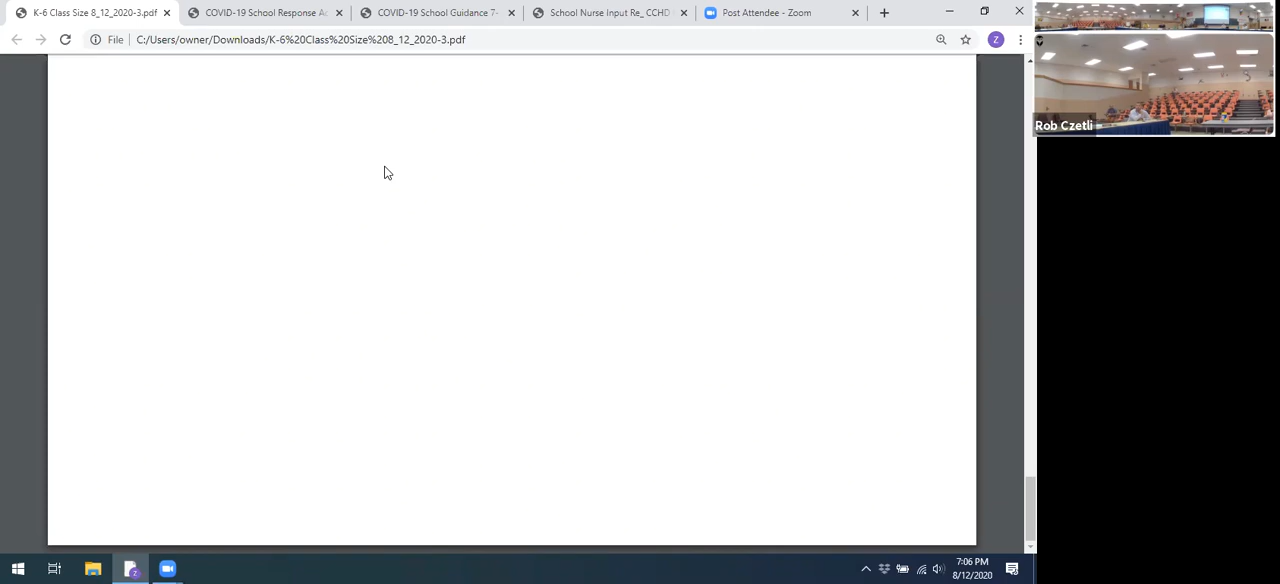 K-6 Class Size 8_12_2020-3.pdf
COVID-19 School Response Ac
COVID-19 School Guidance 7-
School Nurse Input Re_ CCHD
Post Attendee - Zoom
File
C:/Users/owner/Downloads/K-6%20Class%20Size%208_12_2020-3.pdf
Z
Rob Czetli
Z
7:06 PM
8/12/2020